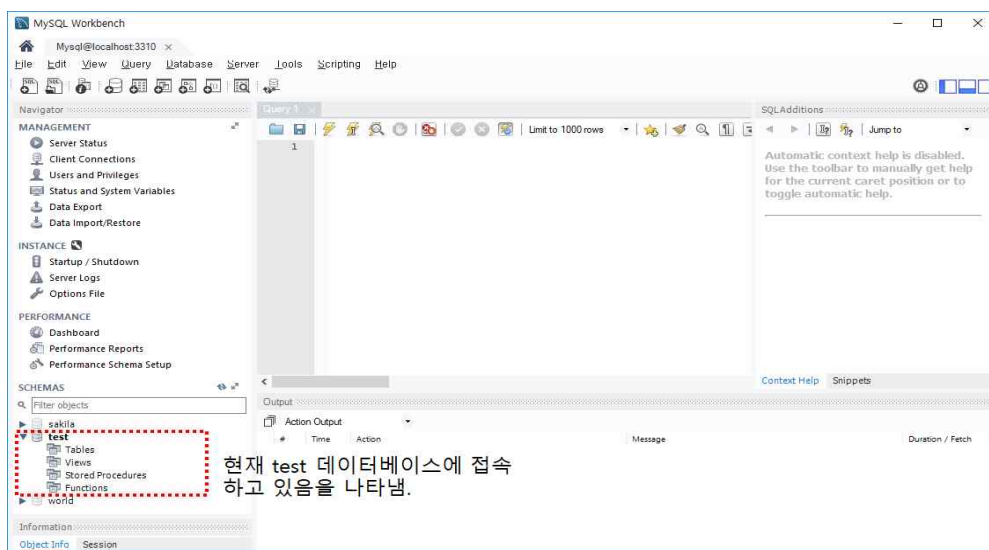 MySQL Workbench
Mysql@localhost:3310 ×
File Edit View Query Database Server Tools Scripting Help
Navigator
MANAGEMENT
Server Status
Client Connections
Users and Privileges
Status and System Variables
Data Export
Data Import/Restore
INSTANCE
Startup / Shutdown
Server Logs
Options File
PERFORMANCE
Dashboard
Performance Reports
Performance Schema Setup
SCHEMAS
Filter objects
sakila
test
Tables
Views
Stored Procedures
Functions
world
Information
Object Info Session
Query 1
Limit to 1000 rows
1
SQLAdditions
Jump to
Automatic context help is disabled.
Use the toolbar to manually get help
for the current caret position or to
toggle automatic help.
Context Help Snippets
Output
Action Output
# Time Action Message Duration / Fetch
현재 test 데이터베이스에 접속
하고 있음을 나타냄.